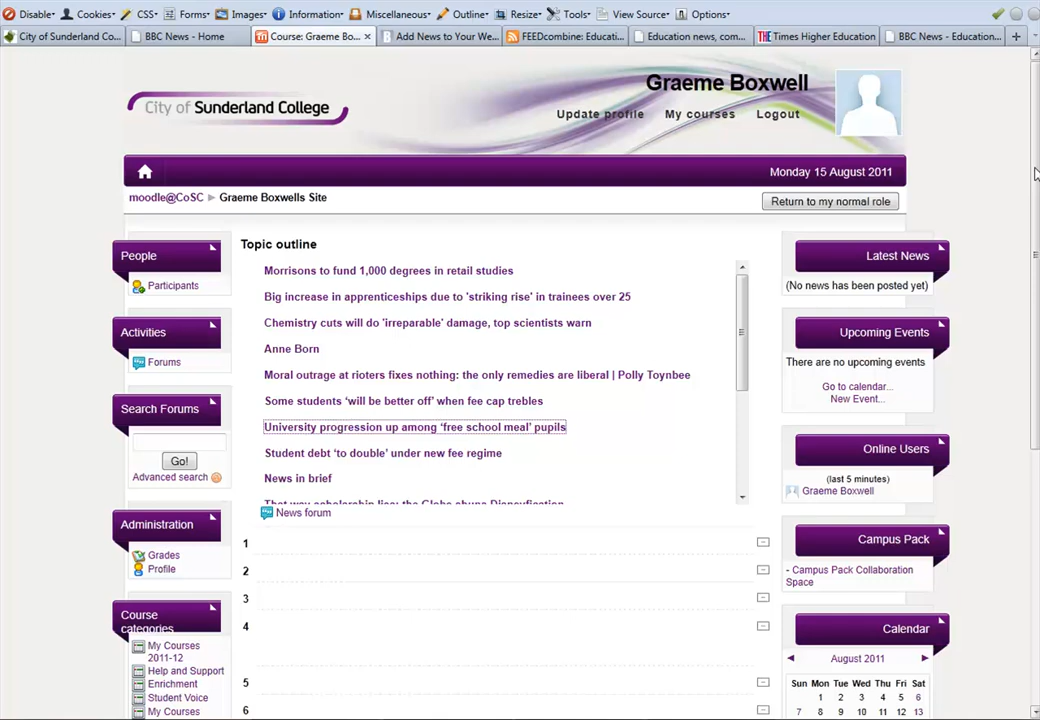 Disable Cookies CSS Forms Images Information Miscellaneous Outline Resize Tools View Source Options
City of Sunderland Co... BBC News - Home Course: Graeme Bo... Add News to Your We... FEEDcombine: Educati... Education news, com... THE Times Higher Education BBC News - Education...
Graeme Boxwell
City of Sunderland College
Update profile My courses Logout
Monday 15 August 2011
moodle@CoSC ► Graeme Boxwells Site
Return to my normal role
People
Participants
Activities
Forums
Search Forums
Go!
Advanced search
Administration
Grades
Profile
Course
categories
My Courses
2011-12
Help and Support
Enrichment
Student Voice
My Courses
Topic outline
Morrisons to fund 1,000 degrees in retail studies
Big increase in apprenticeships due to 'striking rise' in trainees over 25
Chemistry cuts will do 'irreparable' damage, top scientists warn
Anne Born
Moral outrage at rioters fixes nothing: the only remedies are liberal | Polly Toynbee
Some students ‘will be better off’ when fee cap trebles
University progression up among ‘free school meal’ pupils
Student debt ‘to double’ under new fee regime
News in brief
That way scholarship lies: the Globe shuns Disneyfication
News forum
1
2
3
4
5
6
Latest News
(No news has been posted yet)
Upcoming Events
There are no upcoming events
Go to calendar...
New Event...
Online Users
(last 5 minutes)
Graeme Boxwell
Campus Pack
- Campus Pack Collaboration
Space
Calendar
◄ August 2011 ►
Sun Mon Tue Wed Thu Fri Sat
1 2 3 4 5 6
7 8 9 10 11 12 13